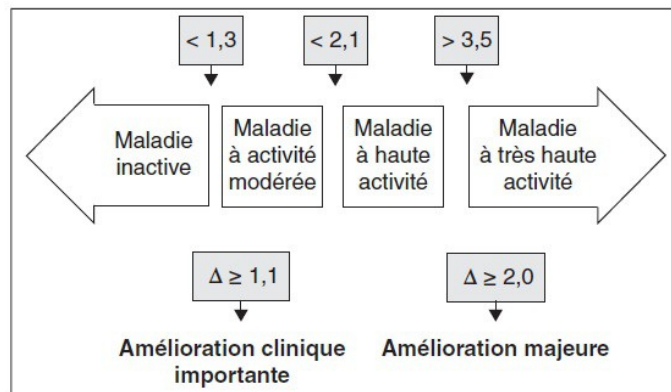 < 1,3
< 2,1
> 3,5
Maladie
inactive
Maladie
à activité
modérée
Maladie
à haute
activité
Maladie
à très haute
activité
Δ ≥ 1,1
Δ ≥ 2,0
Amélioration clinique
importante
Amélioration majeure